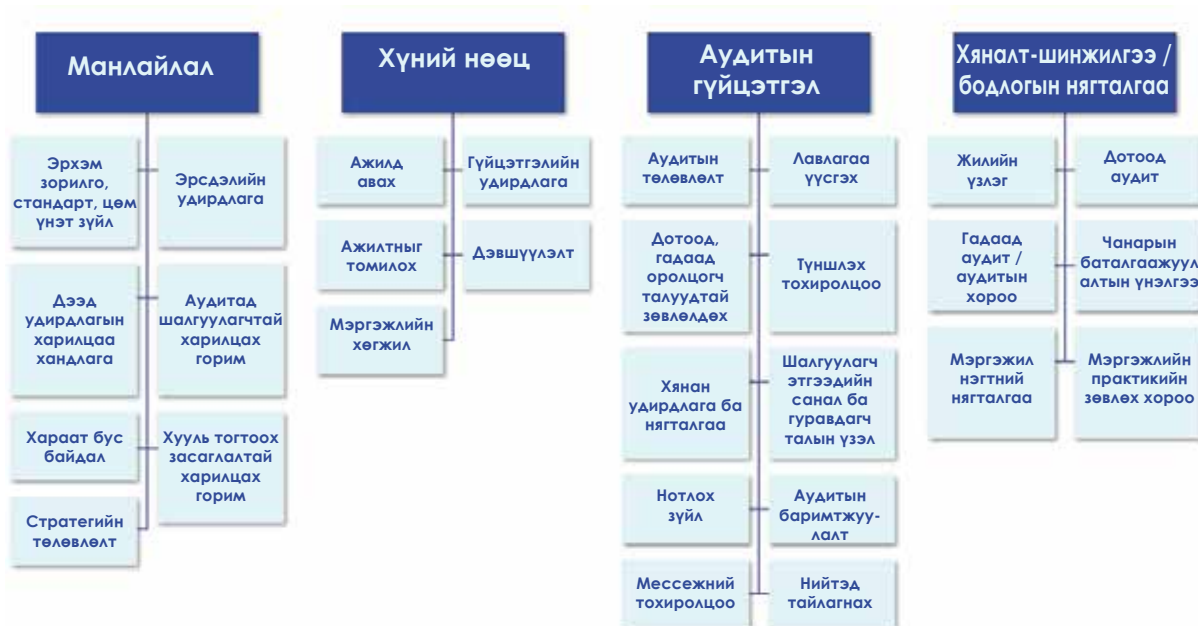 Манлайлал
Эрхэм
зорилго,
стандарт, цөм
үнэт зүйл
Эрсдэлийн
удирдлага
Дээд
удирдлагын
харилцаа
хандлага
Аудитад
шалгуулагчтай
харилцах
горим
Хараат бус
байдал
Хууль тогтоох
засаглалтай
харилцах
горим
Стратегийн
төлөвлөлт
Хүний нөөц
Ажилд
авах
Гүйцэтгэлийн
удирдлага
Ажилтныг
томилох
Дэвшүүлэлт
Мэргэжлийн
хөгжил
Аудитын
гүйцэтгэл
Аудитын
төлөвлөлт
Лавлагаа
үүсгэх
Дотоод,
гадаад
оролцогч
талуудтай
зөвлөлдөх
Түншлэх
тохиролцоо
Хянан
удирдлага ба
нягталгаа
Шалгуулагч
этгээдийн
санал ба
гуравдагч
талын үзэл
Нотлох
зүйл
Аудитын
баримтжуу-
лалт
Мессежний
тохиролцоо
Нийтэд
тайлагнах
Хяналт-шинжилгээ /
бодлогын нягталгаа
Жилийн
үзлэг
Дотоод
аудит
Гадаад
аудит /
аудитын
хороо
Чанарын
баталгаажуул
алтын үнэлгээ
Мэргэжил
нэгтний
нягталгаа
Мэргэжлийн
практикийн
зөвлөх хороо